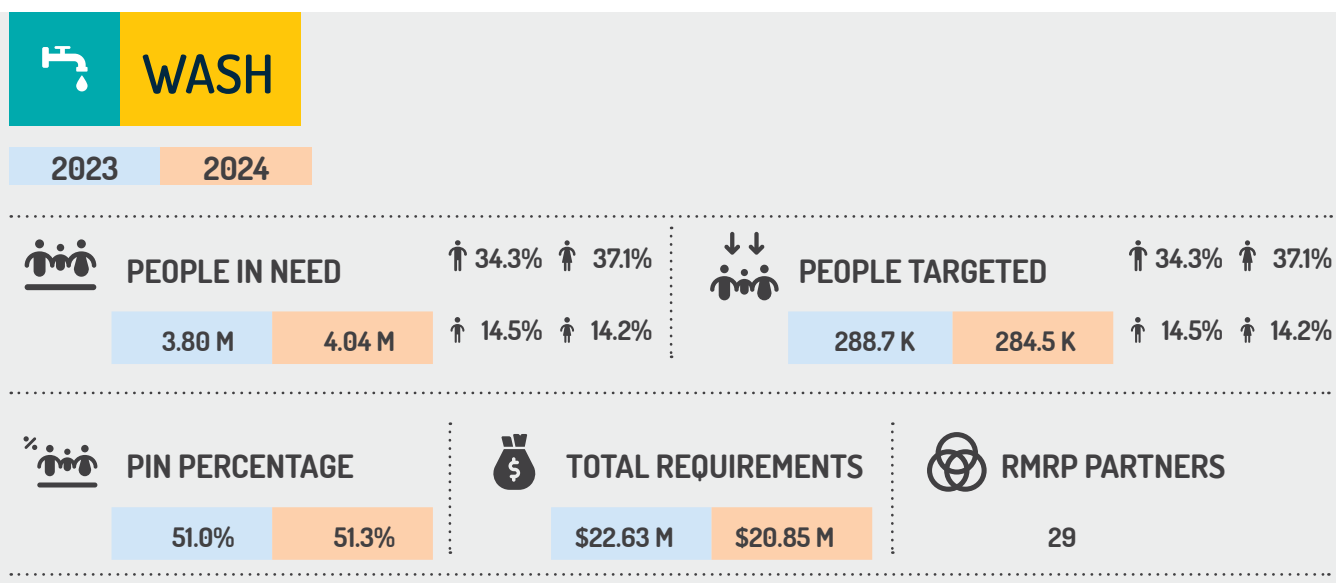 WASH
2023 2024
PEOPLE IN NEED
34.3% 37.1%
3.80 M 4.04 M
14.5% 14.2%
PEOPLE TARGETED
34.3% 37.1%
288.7 K 284.5 K
14.5% 14.2%
%
PIN PERCENTAGE
51.0% 51.3%
$
TOTAL REQUIREMENTS
$22.63 M $20.85 M
RMRP PARTNERS
29